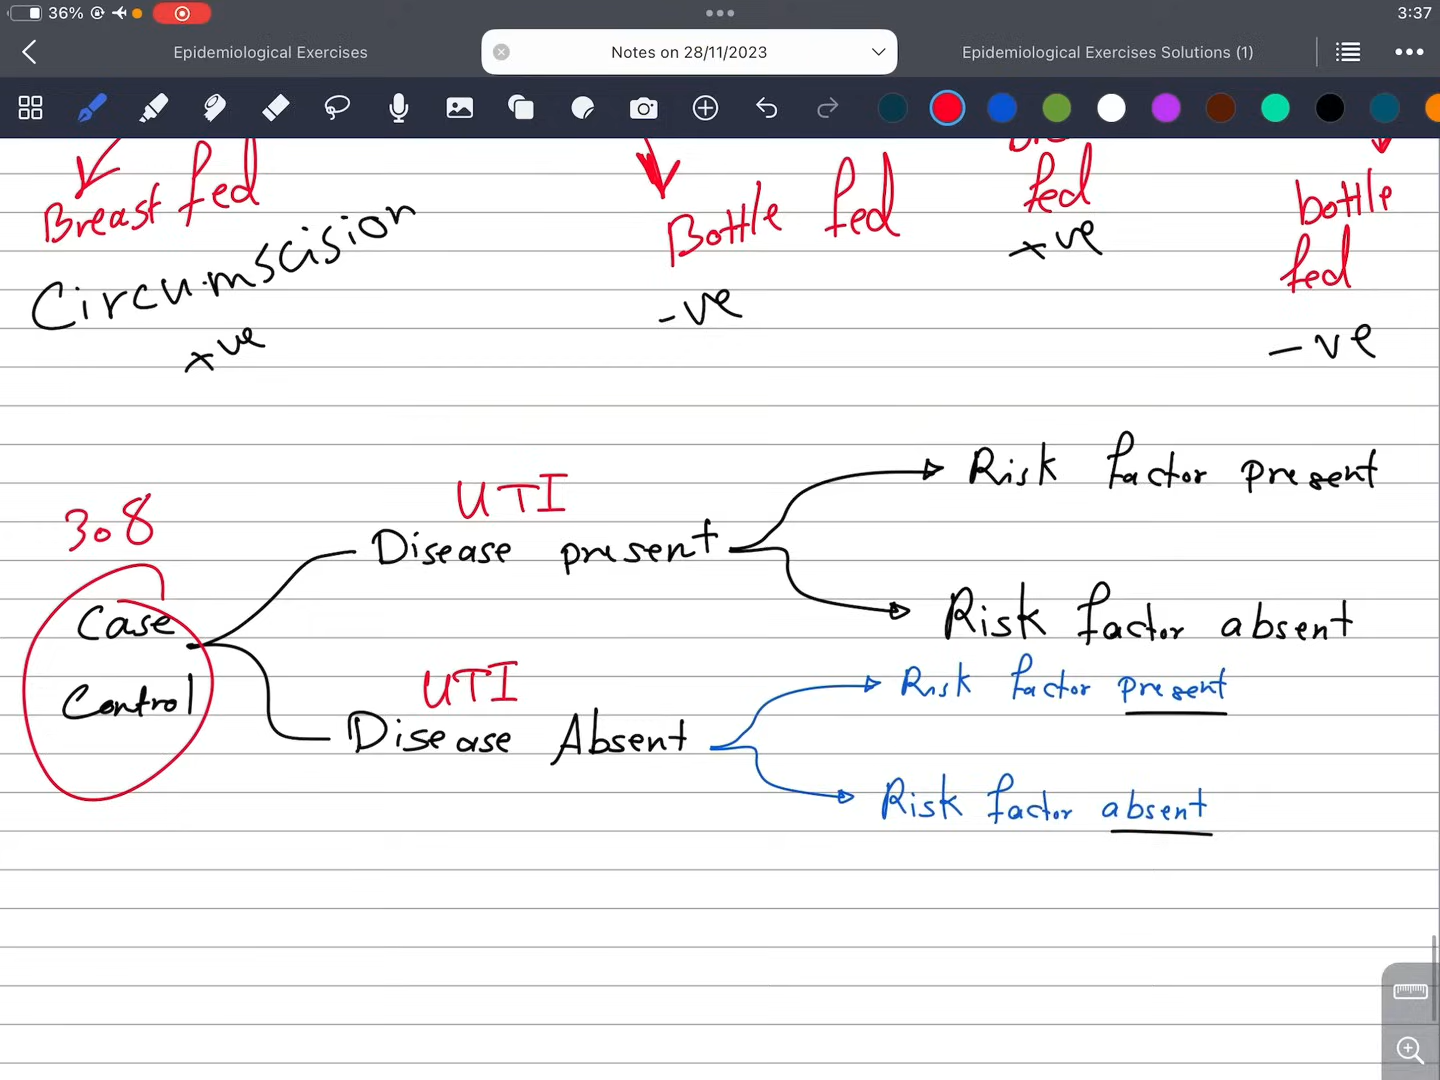 36%
3:37
Epidemiological Exercises
Notes on 28/11/2023
Epidemiological Exercises Solutions (1)
Breast fed
Bottle fed
fed
bottle
fed
Circumscision
+ve
-ve
+ve
-ve
308
Case
Control
UTI
Disease present
Risk factor present
Risk factor absent
UTI
Disease Absent
Risk factor present
Risk factor absent